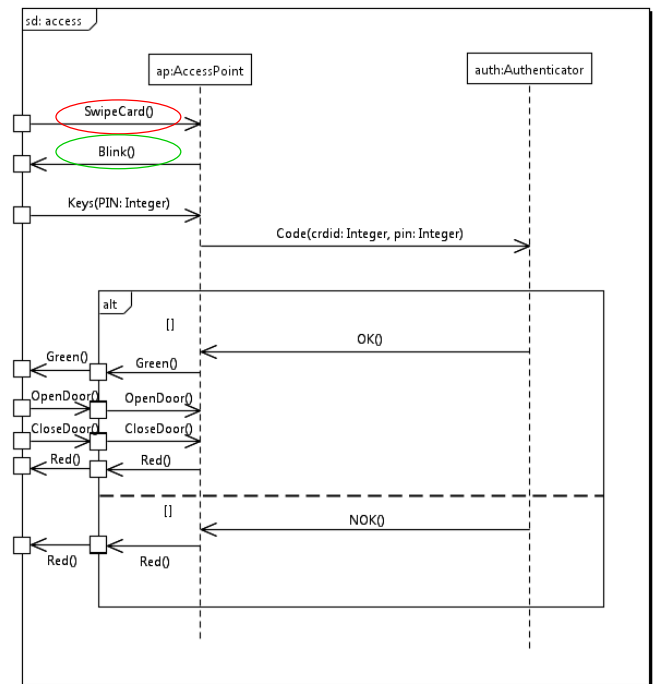 sd: access
ap:AccessPoint
auth:Authenticator
SwipeCard()
Blink()
Keys(PIN: Integer)
Code(crdid: Integer, pin: Integer)
alt
[]
OK()
Green()
Green()
OpenDoor()
OpenDoor()
CloseDoor()
CloseDoor()
Red()
Red()
[]
NOK()
Red()
Red()